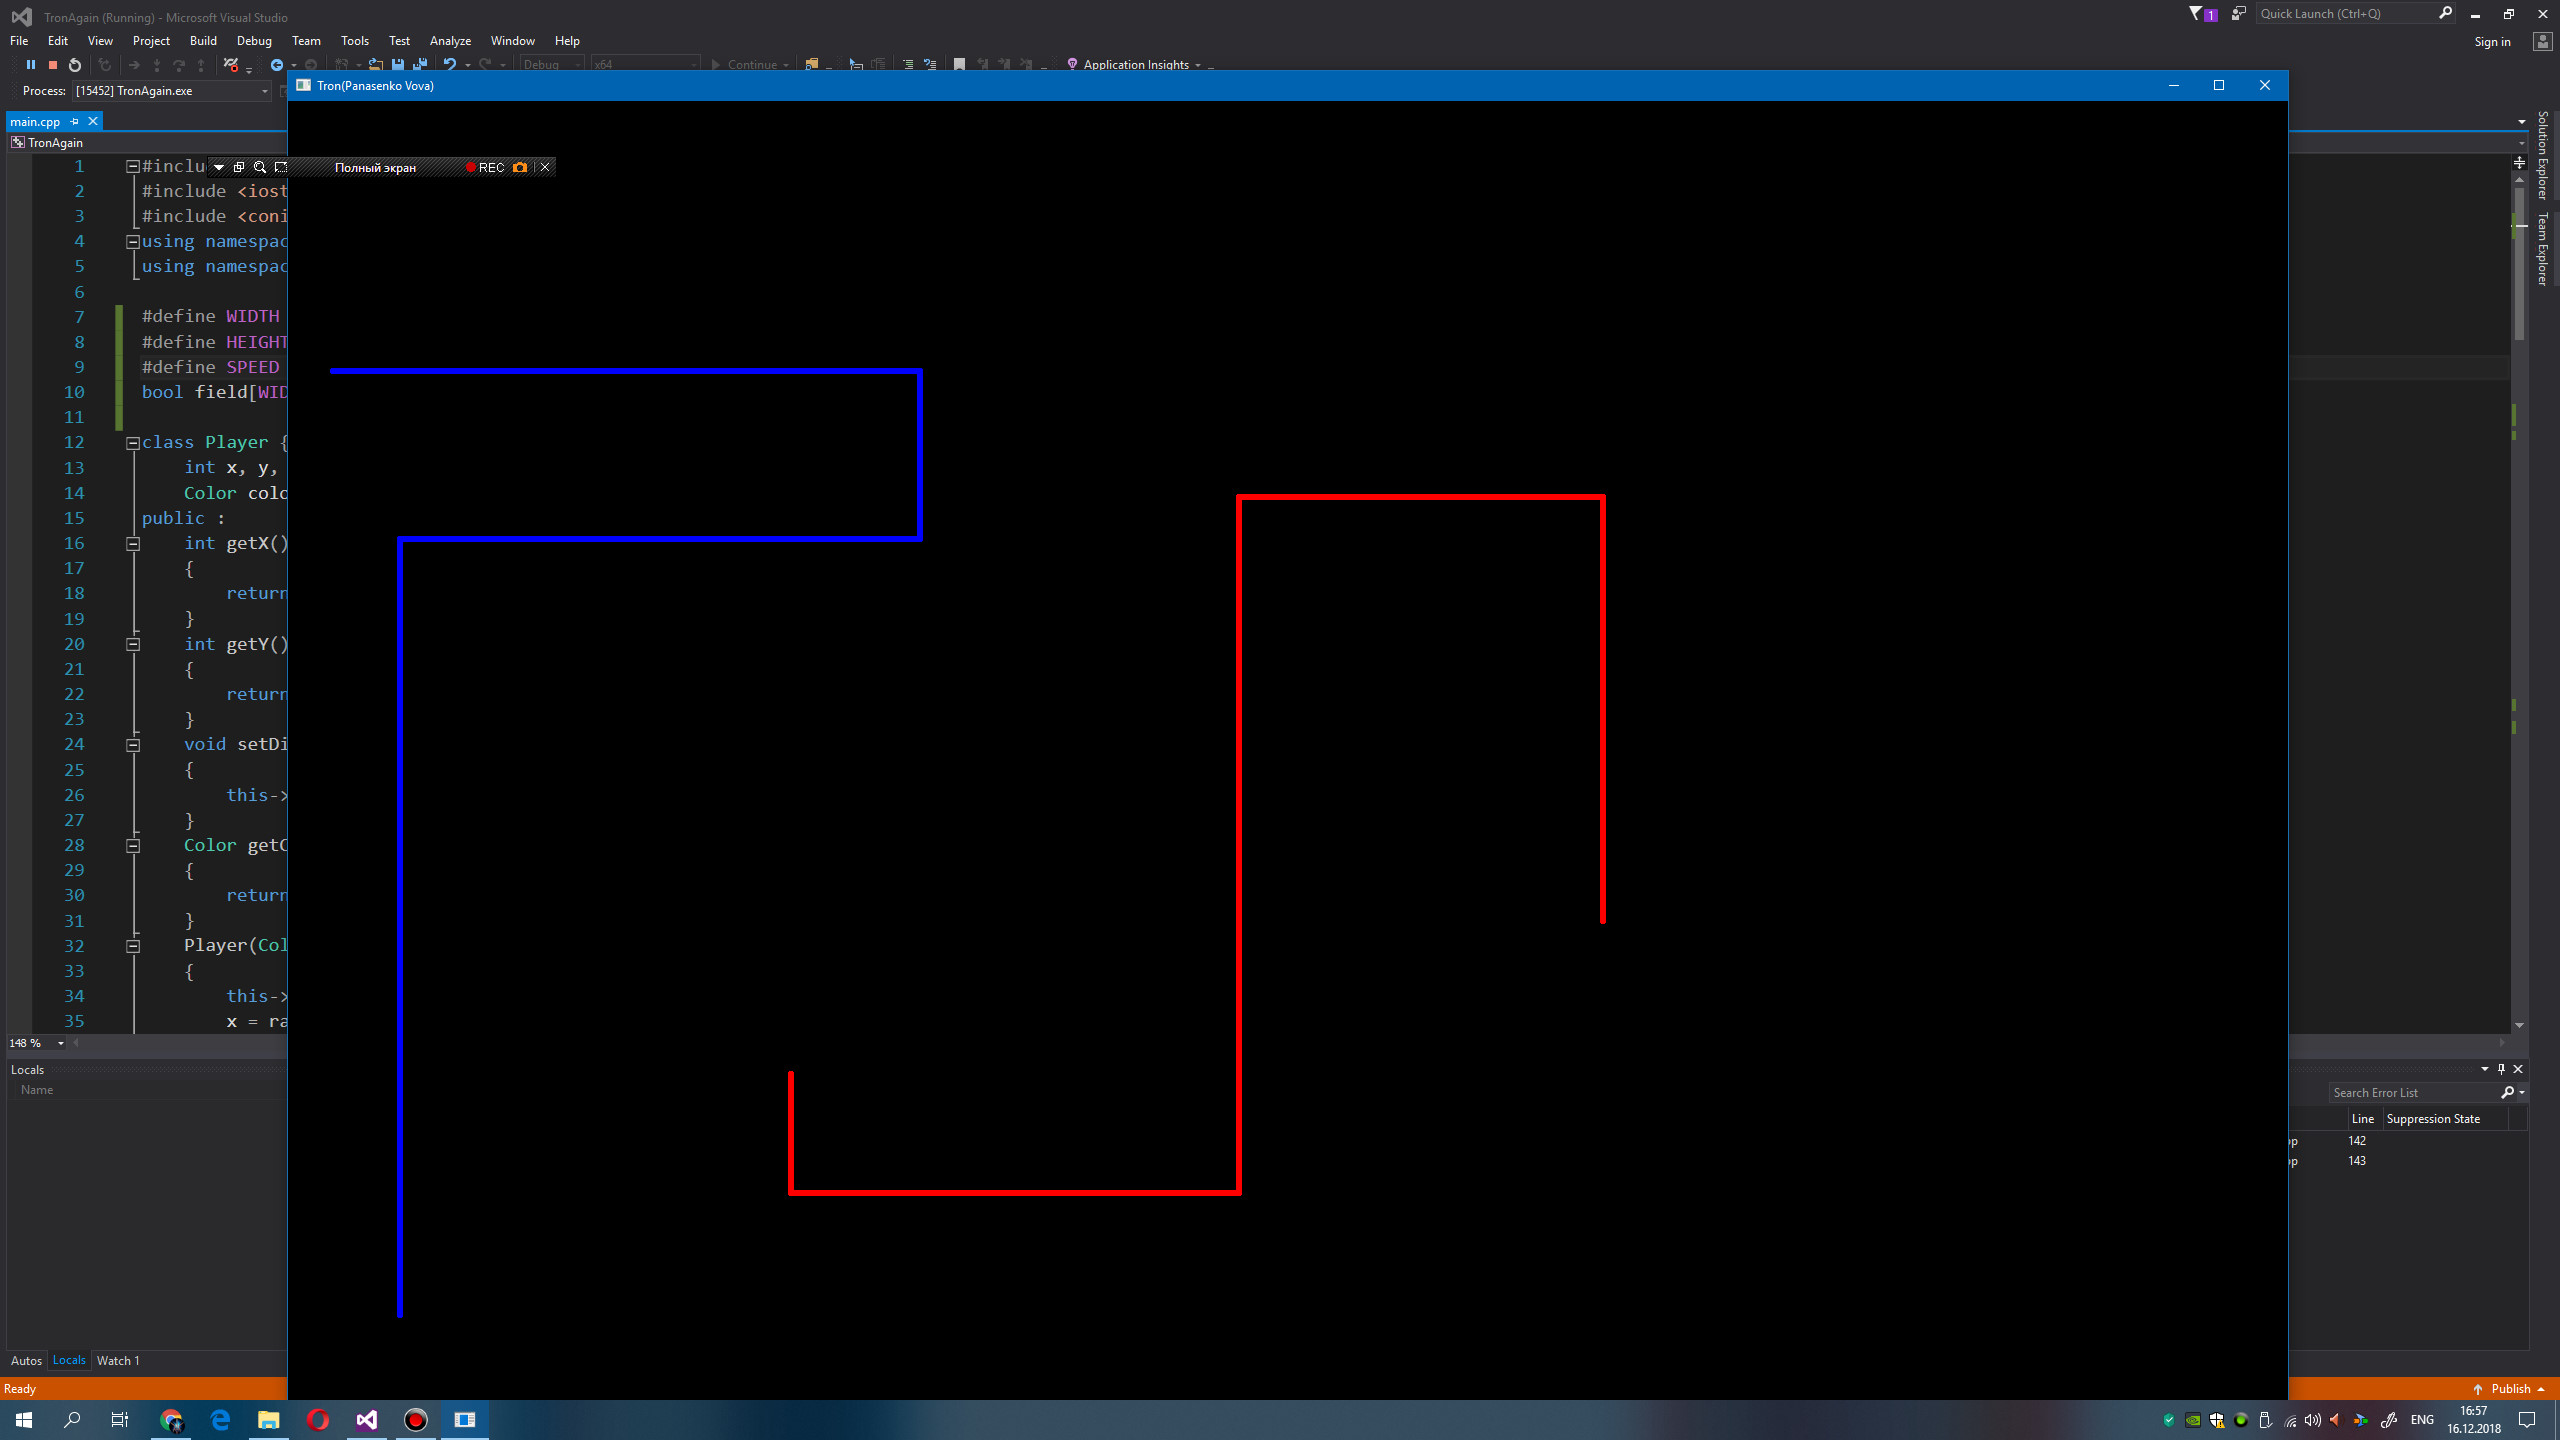 TronAgain (Running) - Microsoft Visual Studio
1
Quick Launch (Ctrl+Q)
File Edit View Project Build Debug Team Tools Test Analyze Window Help
Sign in
Debug x64 Continue Application Insights
Process: [15452] TronAgain.exe
Tron(Panasenko Vova)
main.cpp
TronAgain
Полный экран REC
1 #inclu
2 #include <iost
3 #include <coni
4 using namespac
5 using namespac
6
7 #define WIDTH
8 #define HEIGHT
9 #define SPEED
10 bool field[WID
11
12 class Player {
13 int x, y,
14 Color colo
15 public :
16 int getX()
17 {
18 return
19 }
20 int getY()
21 {
22 return
23 }
24 void setDi
25 {
26 this->
27 }
28 Color getC
29 {
30 return
31 }
32 Player(Col
33 {
34 this->
35 x = ra
Solution Explorer
Team Explorer
148 %
Locals
Name
Search Error List
Line Suppression State
pp 142
pp 143
Autos Locals Watch 1
Ready
Publish
ENG
16:57
16.12.2018